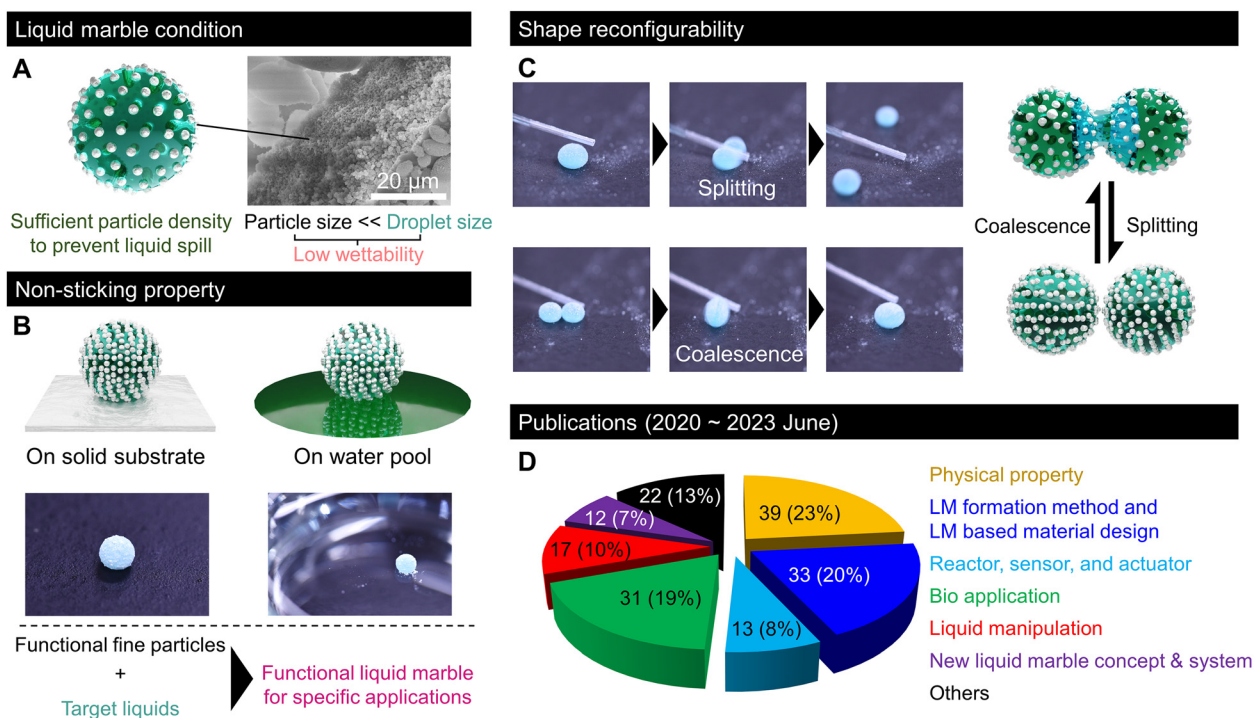 Liquid marble condition
A
20 μm
Sufficient particle density
to prevent liquid spill
Particle size << Droplet size
Low wettability
Non-sticking property
B
On solid substrate
On water pool
Functional fine particles
+
Target liquids
Functional liquid marble
for specific applications
Shape reconfigurability
C
Splitting
Coalescence
Coalescence
Splitting
Publications (2020 ~ 2023 June)
D
22 (13%)
39 (23%)
12 (7%)
17 (10%)
33 (20%)
31 (19%)
13 (8%)
Physical property
LM formation method and
LM based material design
Reactor, sensor, and actuator
Bio application
Liquid manipulation
New liquid marble concept & system
Others